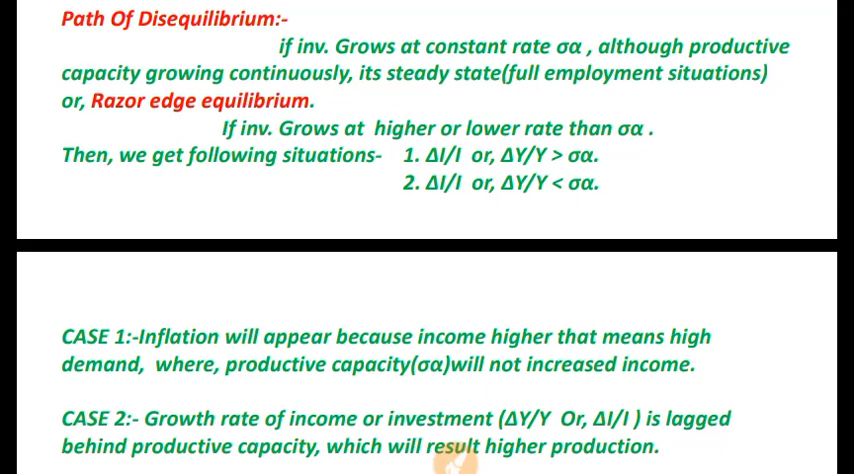 Path Of Disequilibrium:-
if inv. Grows at constant rate σα , although productive
capacity growing continuously, its steady state(full employment situations)
or, Razor edge equilibrium.
If inv. Grows at higher or lower rate than σα .
Then, we get following situations- 1. ΔI/I or, ΔY/Y > σα.
2. ΔI/I or, ΔY/Y < σα.
CASE 1:-Inflation will appear because income higher that means high
demand, where, productive capacity(σα)will not increased income.
CASE 2:- Growth rate of income or investment (ΔY/Y Or, ΔI/I ) is lagged
behind productive capacity, which will result higher production.